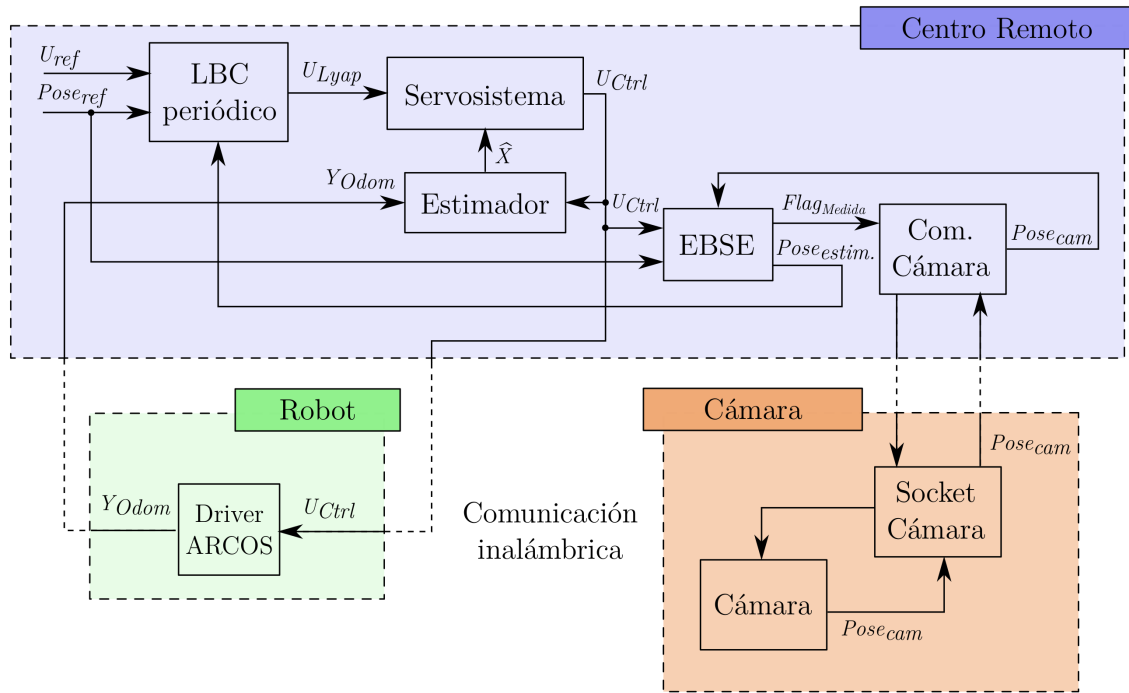 Centro Remoto
U_ref
Pose_ref
LBC
periódico
U_Lyap
Servosistema
U_Ctrl
X̂
Y_Odom
Estimador
U_Ctrl
EBSE
Flag_Medida
Pose_estim.
Com.
Cámara
Pose_cam
Robot
Y_Odom
Driver
ARCOS
U_Ctrl
Comunicación
inalámbrica
Cámara
Pose_cam
Socket
Cámara
Cámara
Pose_cam